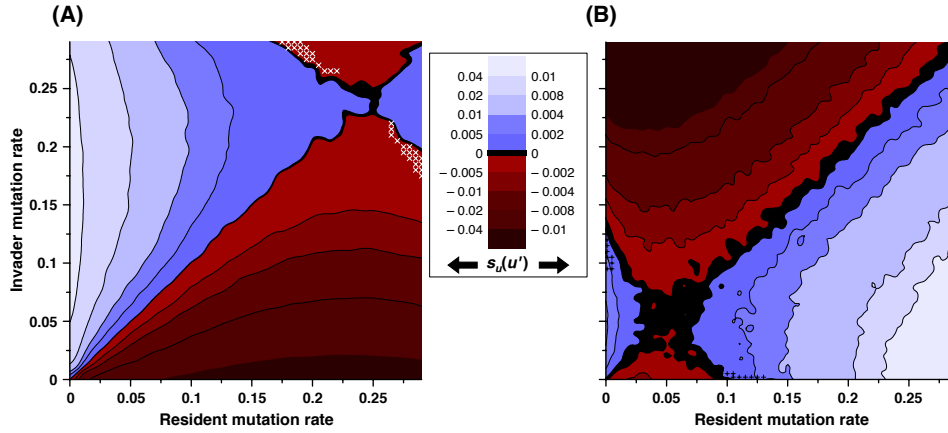 (A)
(B)
Invader mutation rate
0.25
0.2
0.15
0.1
0.05
0
0 0.05 0.1 0.15 0.2 0.25
Resident mutation rate
0.04 0.01
0.02 0.008
0.01 0.004
0.005 0.002
0 0
− 0.005 − 0.002
− 0.01 − 0.004
− 0.02 − 0.008
− 0.04 − 0.01
su(u′)
0 0.05 0.1 0.15 0.2 0.25
Resident mutation rate